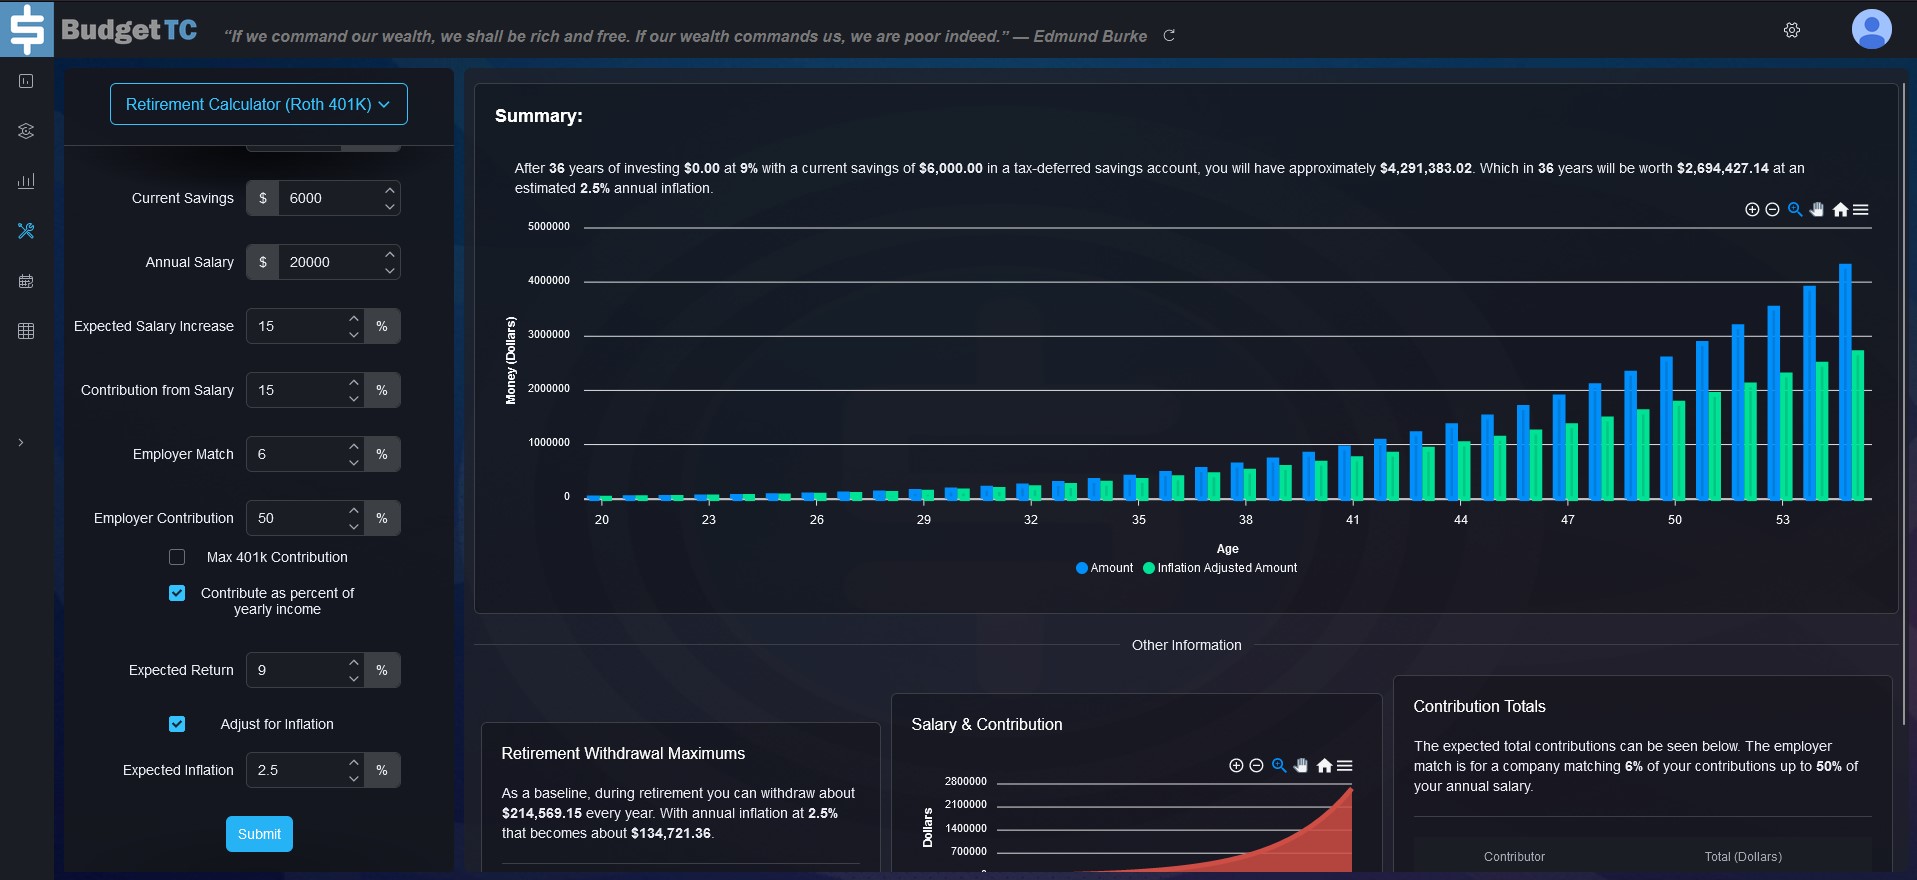 BudgetTC
“If we command our wealth, we shall be rich and free. If our wealth commands us, we are poor indeed.” — Edmund Burke
Retirement Calculator (Roth 401K)
Current Savings $ 6000
Annual Salary $ 20000
Expected Salary Increase 15 %
Contribution from Salary 15 %
Employer Match 6 %
Employer Contribution 50 %
Max 401k Contribution
Contribute as percent of
yearly income
Expected Return 9 %
Adjust for Inflation
Expected Inflation 2.5 %
Submit
Summary:
After 36 years of investing $0.00 at 9% with a current savings of $6,000.00 in a tax-deferred savings account, you will have approximately $4,291,383.02. Which in 36 years will be worth $2,694,427.14 at an
estimated 2.5% annual inflation.
5000000
4000000
3000000
2000000
1000000
0
Money (Dollars)
20 23 26 29 32 35 38 41 44 47 50 53
Age
Amount Inflation Adjusted Amount
Other Information
Retirement Withdrawal Maximums
As a baseline, during retirement you can withdraw about
$214,569.15 every year. With annual inflation at 2.5%
that becomes about $134,721.36.
Salary & Contribution
2800000
2100000
1400000
700000
Dollars
Contribution Totals
The expected total contributions can be seen below. The employer
match is for a company matching 6% of your contributions up to 50% of
your annual salary.
Contributor Total (Dollars)